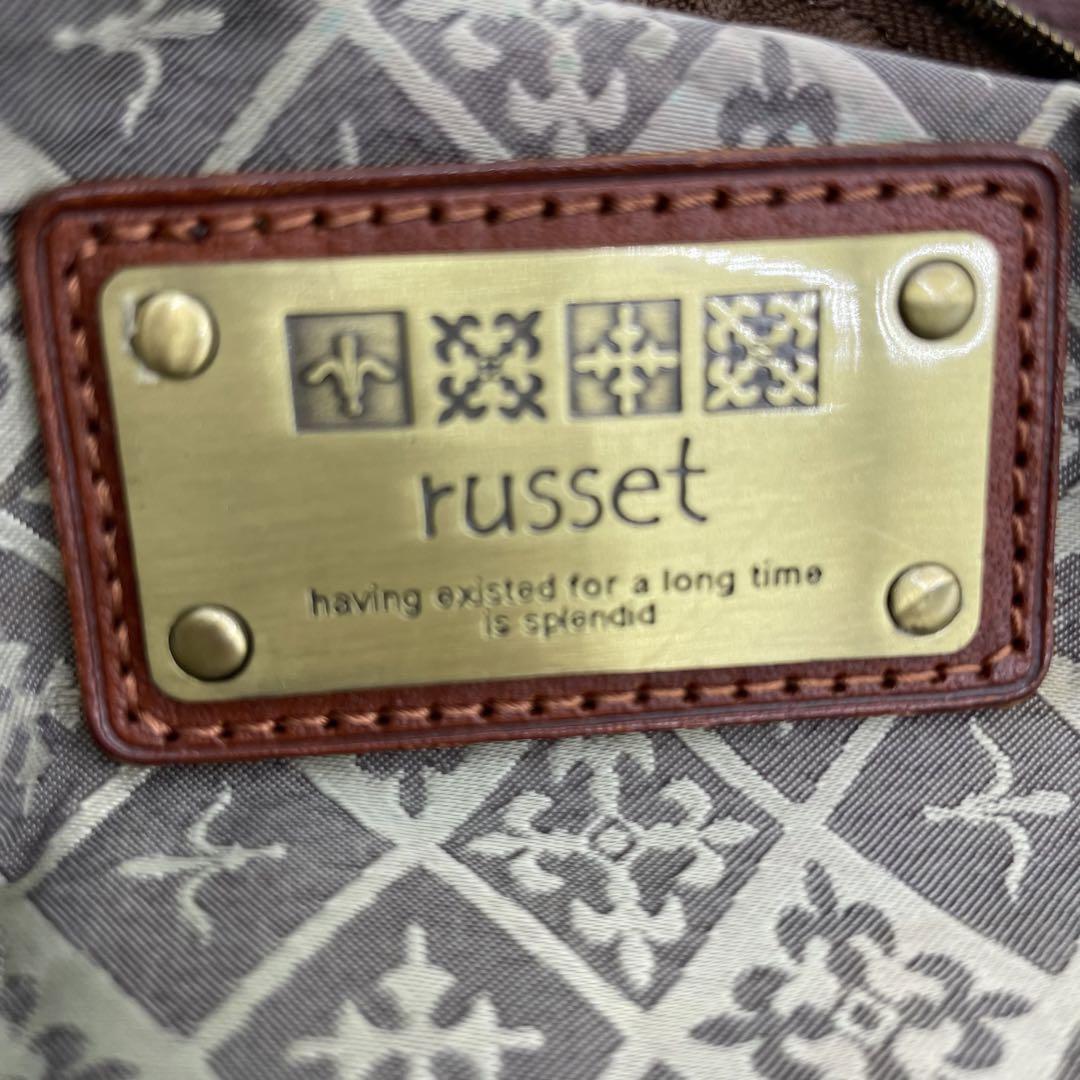 russet
having existed for a long time
is splendid